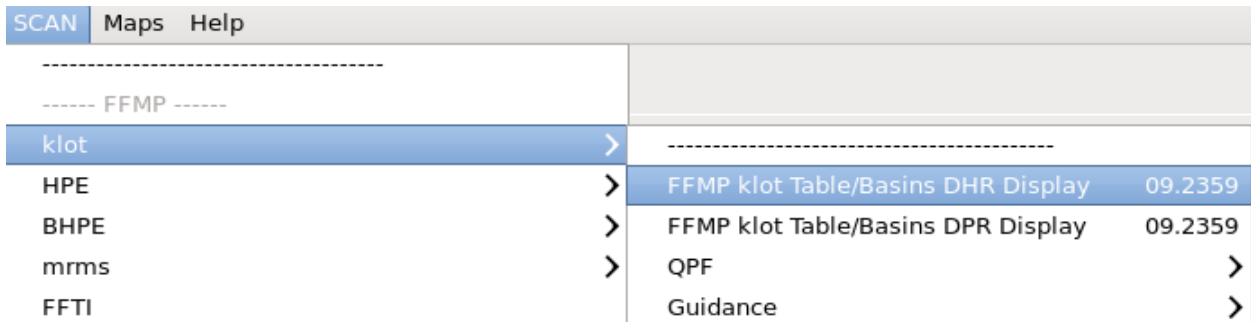 SCAN Maps Help
--------------------------------------
------ FFMP ------
klot
HPE
BHPE
mrms
FFTI
-------------------------------------------
FFMP klot Table/Basins DHR Display 09.2359
FFMP klot Table/Basins DPR Display 09.2359
QPF
Guidance